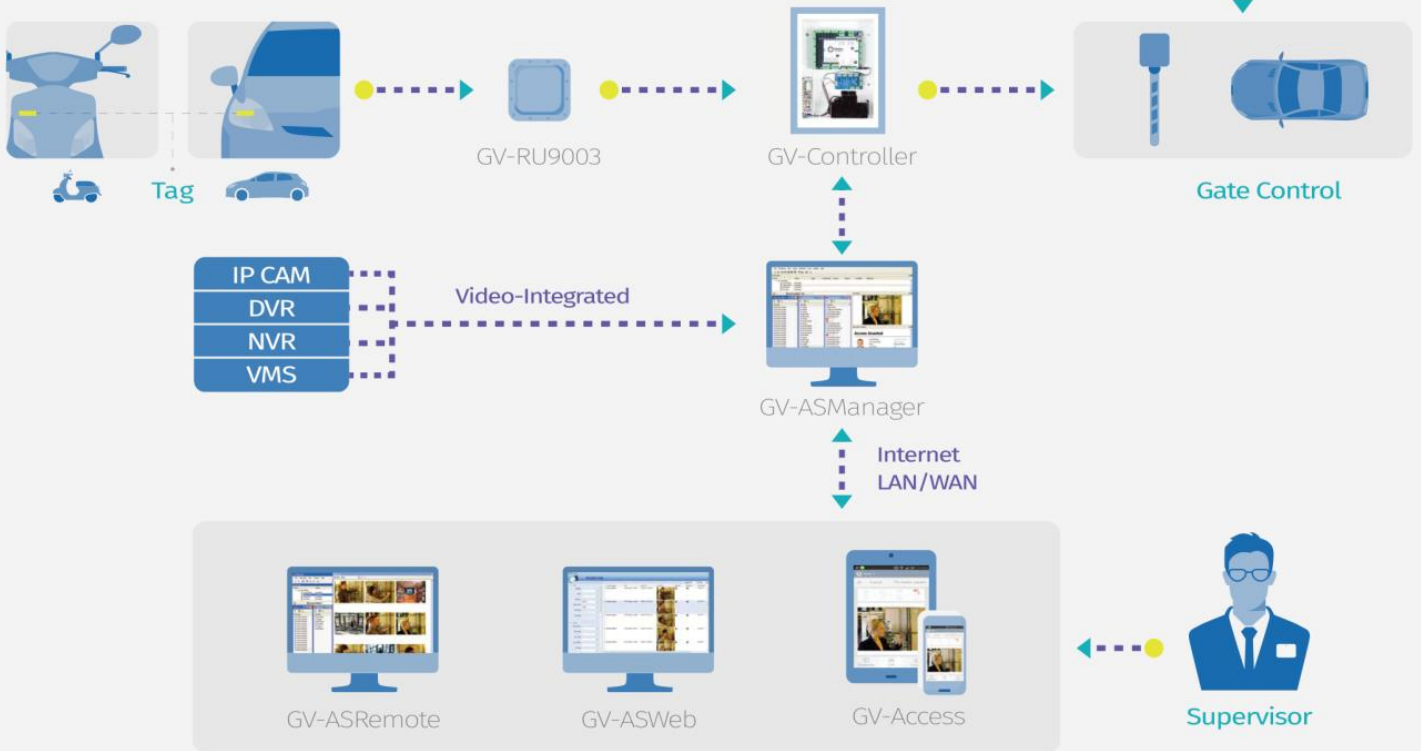 GV-RU9003
GV-Controller
Tag
Gate Control
IP CAM
DVR
NVR
VMS
Video-Integrated
GV-ASManager
Internet
LAN/WAN
GV-ASRemote
GV-ASWeb
GV-Access
Supervisor